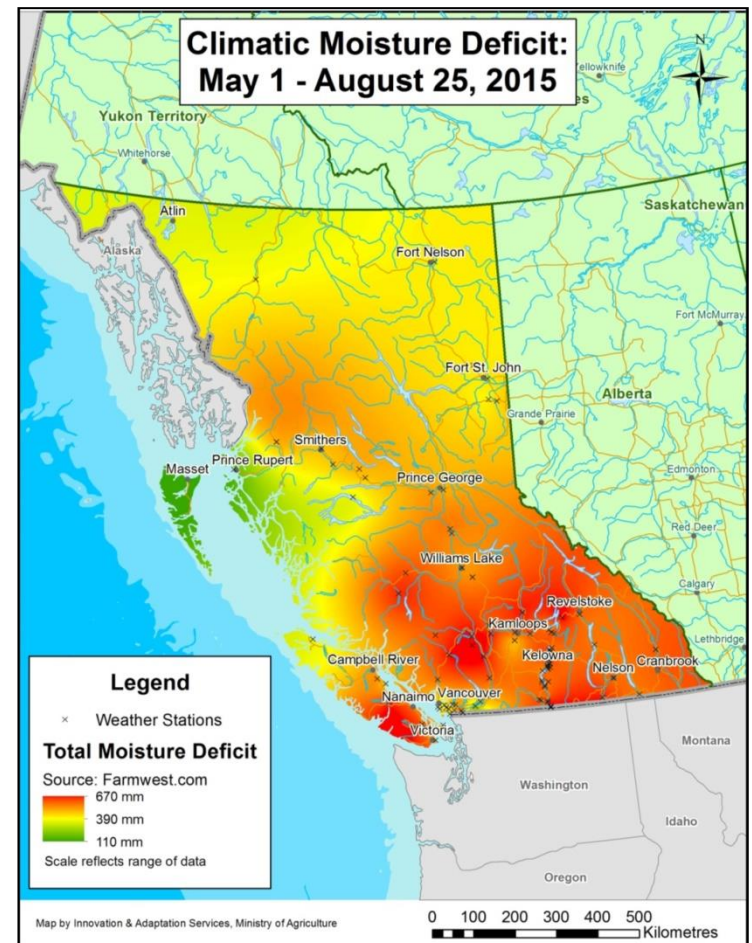 Climatic Moisture Deficit:
May 1 - August 25, 2015
N
Yellowknife
Yukon Territory
Whitehorse
Saskatchewan
Atlin
Alaska
Fort Nelson
Fort McMurray
Fort St. John
Alberta
Grande Prairie
Smithers
Prince Rupert
Masset
Prince George
Edmonton
Red Deer
Williams Lake
Calgary
Revelstoke
Kamloops
Lethbridge
Campbell River
Kelowna
Cranbrook
Nelson
Nanaimo
Vancouver
Victoria
Montana
Washington
Idaho
Oregon
Legend
Weather Stations
Total Moisture Deficit
Source: Farmwest.com
670 mm
390 mm
110 mm
Scale reflects range of data
Map by Innovation & Adaptation Services, Ministry of Agriculture
0 100 200 300 400 500
Kilometres